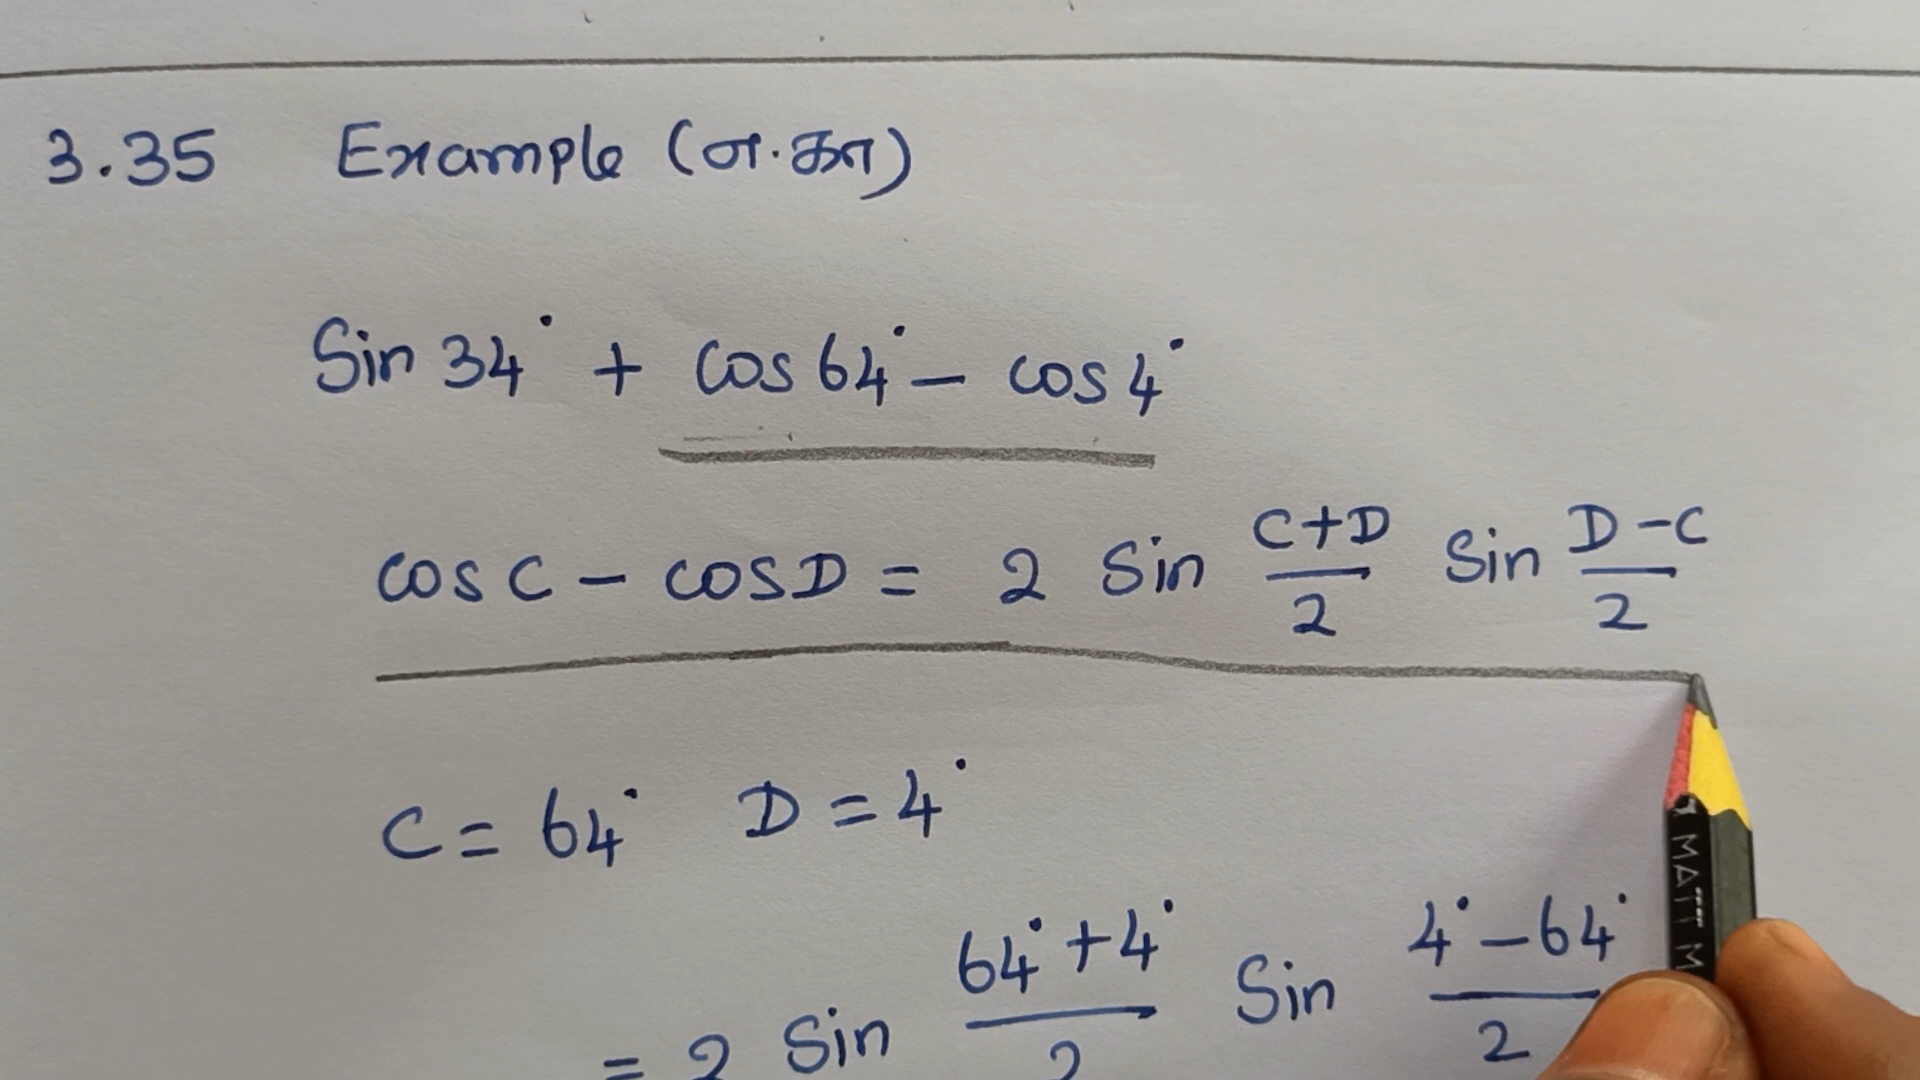 3.35 Example (எ.கா)
Sin 34° + cos 64° - cos 4°
cos C - cos D = 2 Sin C+D/2 Sin D-C/2
C = 64° D = 4°
= 2 Sin 64°+4°/2 Sin 4°-64°/2
MATT M